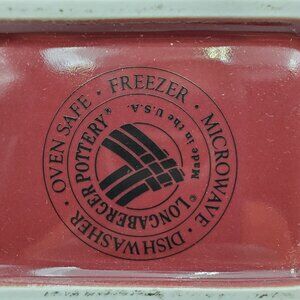 OVEN SAFE · FREEZER · MICROWAVE · DISHWASHER ·
Made in the U.S.A.
© LONGABERGER POTTERY®